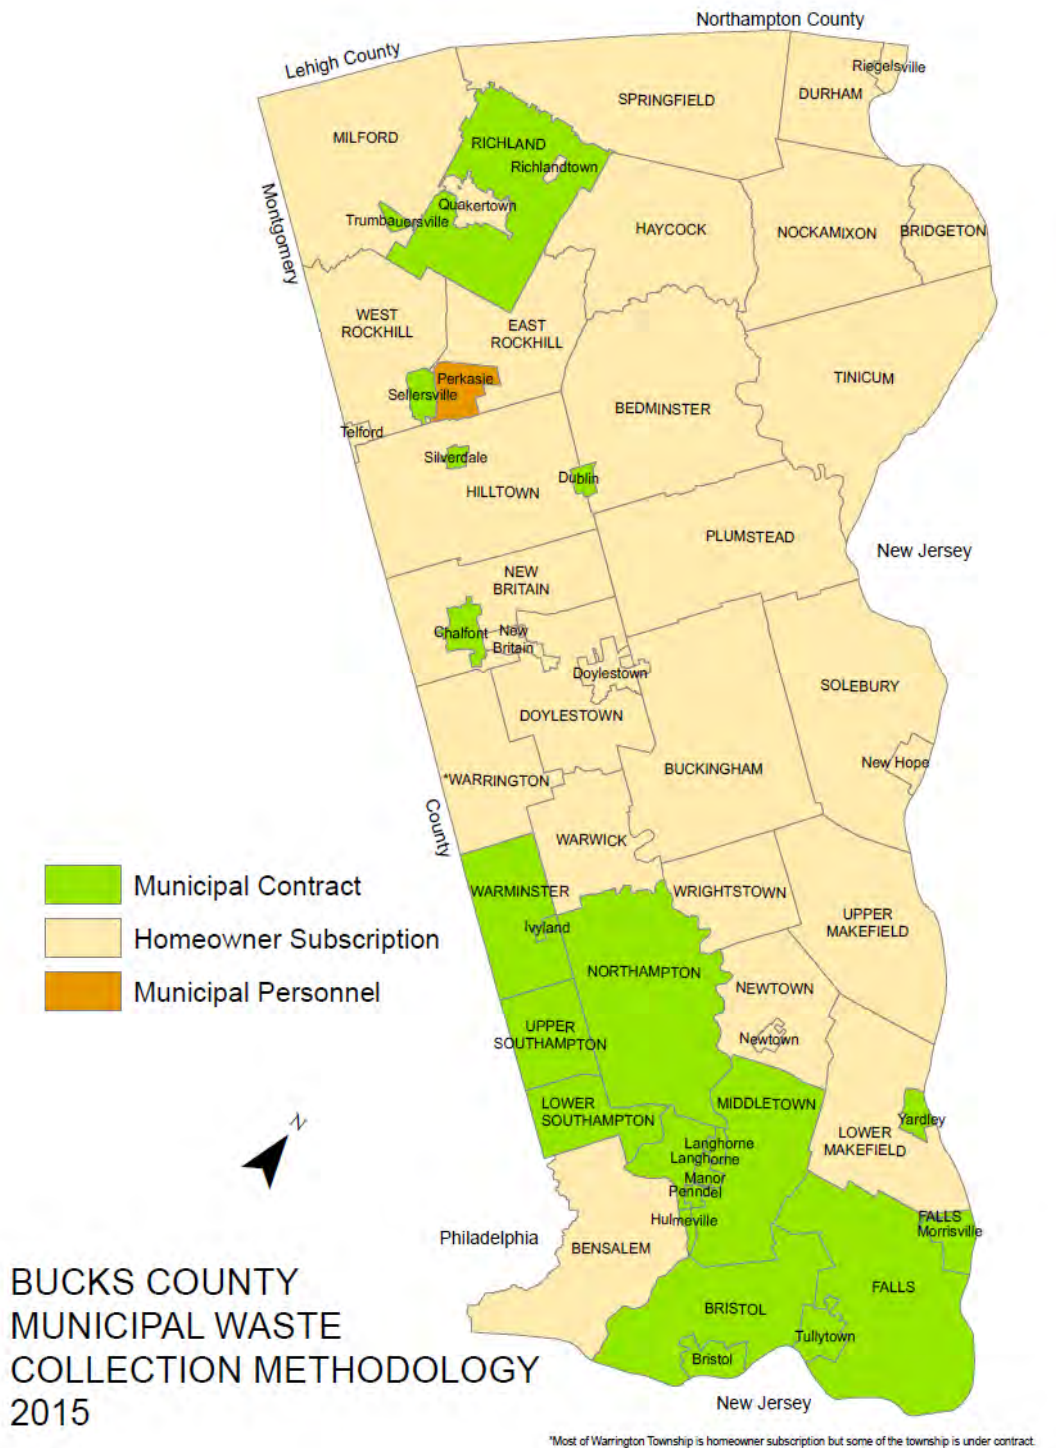 Northampton County
Lehigh County
Riegelsville
DURHAM
SPRINGFIELD
MILFORD
RICHLAND
Richlandtown
Montgomery
Quakertown
Trumbauersville
HAYCOCK
NOCKAMIXON
BRIDGETON
WEST
ROCKHILL
EAST
ROCKHILL
TINICUM
Perkasie
Sellersville
BEDMINSTER
Telford
Silverdale
Dublin
HILLTOWN
PLUMSTEAD
New Jersey
NEW
BRITAIN
Chalfont
New
Britain
Doylestown
SOLEBURY
DOYLESTOWN
New Hope
BUCKINGHAM
*WARRINGTON
County
WARWICK
Municipal Contract
Homeowner Subscription
Municipal Personnel
WARMINSTER
WRIGHTSTOWN
UPPER
MAKEFIELD
Ivyland
NORTHAMPTON
NEWTOWN
Newtown
UPPER
SOUTHAMPTON
LOWER
SOUTHAMPTON
MIDDLETOWN
Yardley
LOWER
MAKEFIELD
N
Langhorne
Langhorne
Manor
Penndel
Hulmeville
FALLS
Morrisville
Philadelphia
BENSALEM
FALLS
BRISTOL
Tullytown
Bristol
New Jersey
BUCKS COUNTY
MUNICIPAL WASTE
COLLECTION METHODOLOGY
2015
*Most of Warrington Township is homeowner subscription but some of the township is under contract.